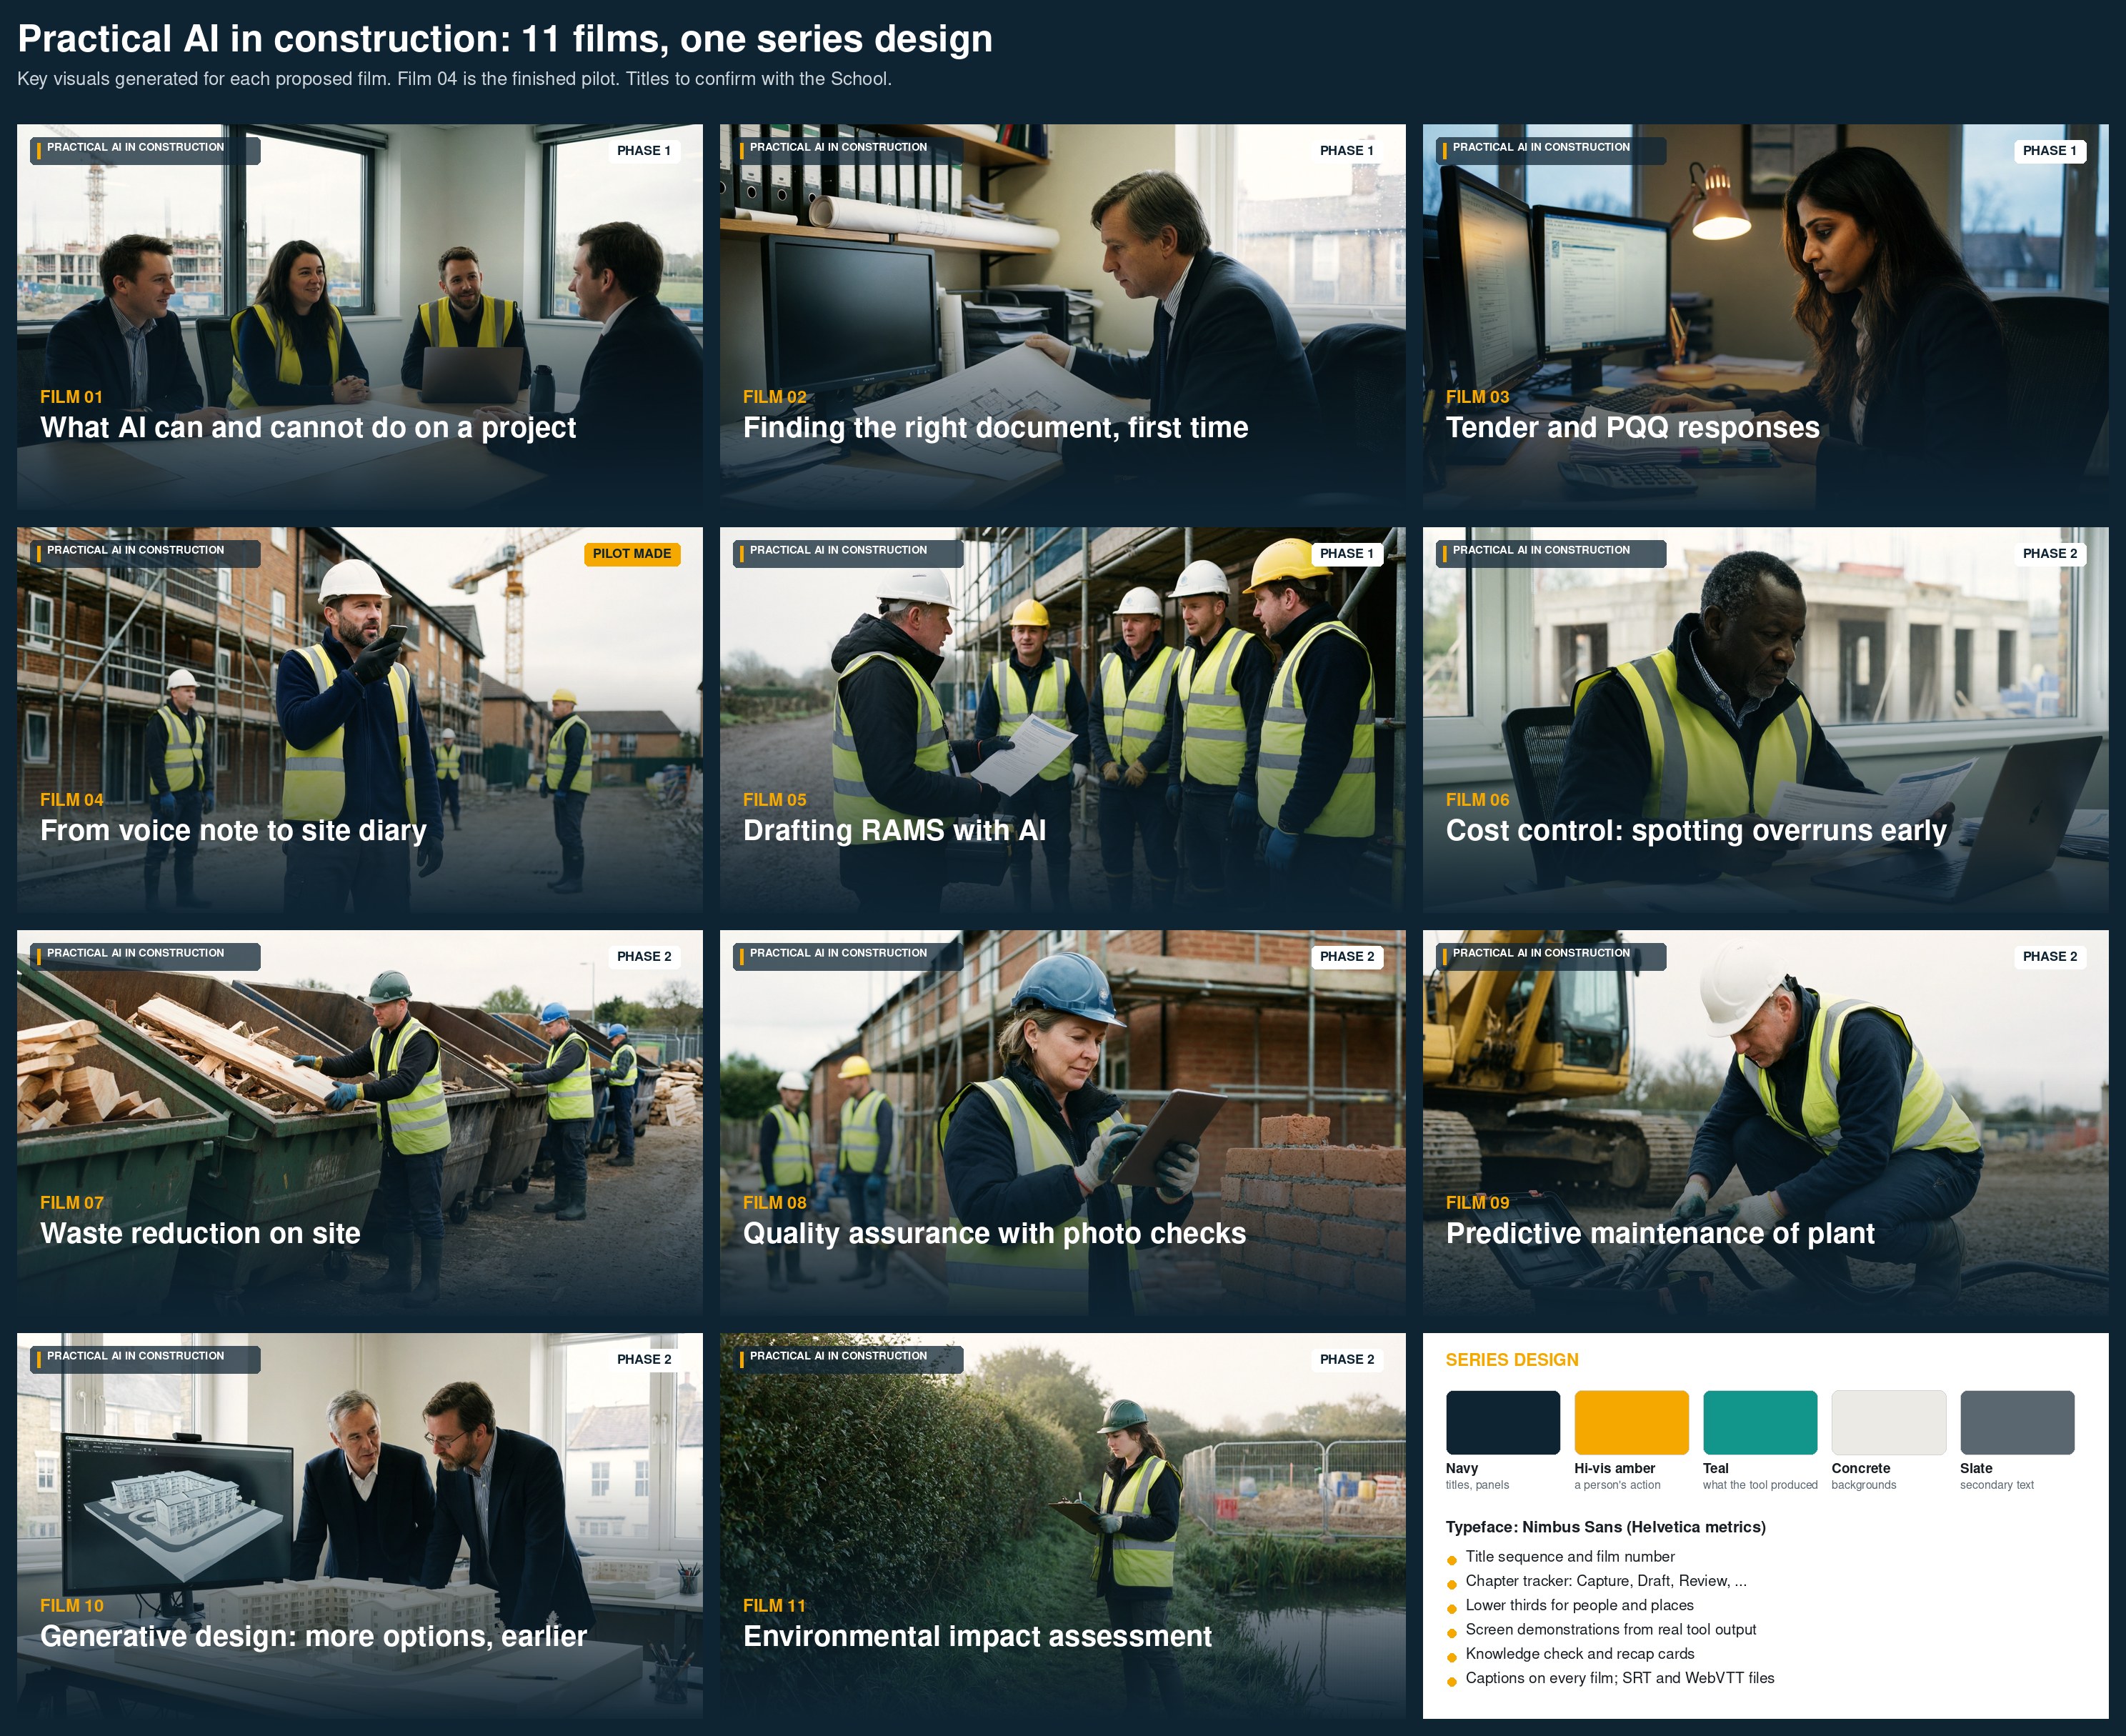 Practical AI in construction: 11 films, one series design
Key visuals generated for each proposed film. Film 04 is the finished pilot. Titles to confirm with the School.
PRACTICAL AI IN CONSTRUCTION
PHASE 1
FILM 01
What AI can and cannot do on a project
PRACTICAL AI IN CONSTRUCTION
PHASE 1
FILM 02
Finding the right document, first time
PRACTICAL AI IN CONSTRUCTION
PHASE 1
FILM 03
Tender and PQQ responses
PRACTICAL AI IN CONSTRUCTION
PILOT MADE
FILM 04
From voice note to site diary
PRACTICAL AI IN CONSTRUCTION
PHASE 1
FILM 05
Drafting RAMS with AI
PRACTICAL AI IN CONSTRUCTION
PHASE 2
FILM 06
Cost control: spotting overruns early
PRACTICAL AI IN CONSTRUCTION
PHASE 2
FILM 07
Waste reduction on site
PRACTICAL AI IN CONSTRUCTION
PHASE 2
FILM 08
Quality assurance with photo checks
PRACTICAL AI IN CONSTRUCTION
PHASE 2
FILM 09
Predictive maintenance of plant
PRACTICAL AI IN CONSTRUCTION
PHASE 2
FILM 10
Generative design: more options, earlier
PRACTICAL AI IN CONSTRUCTION
PHASE 2
FILM 11
Environmental impact assessment
SERIES DESIGN
Navy
titles, panels
Hi-vis amber
a person's action
Teal
what the tool produced
Concrete
backgrounds
Slate
secondary text
Typeface: Nimbus Sans (Helvetica metrics)
Title sequence and film number
Chapter tracker: Capture, Draft, Review, ...
Lower thirds for people and places
Screen demonstrations from real tool output
Knowledge check and recap cards
Captions on every film; SRT and WebVTT files